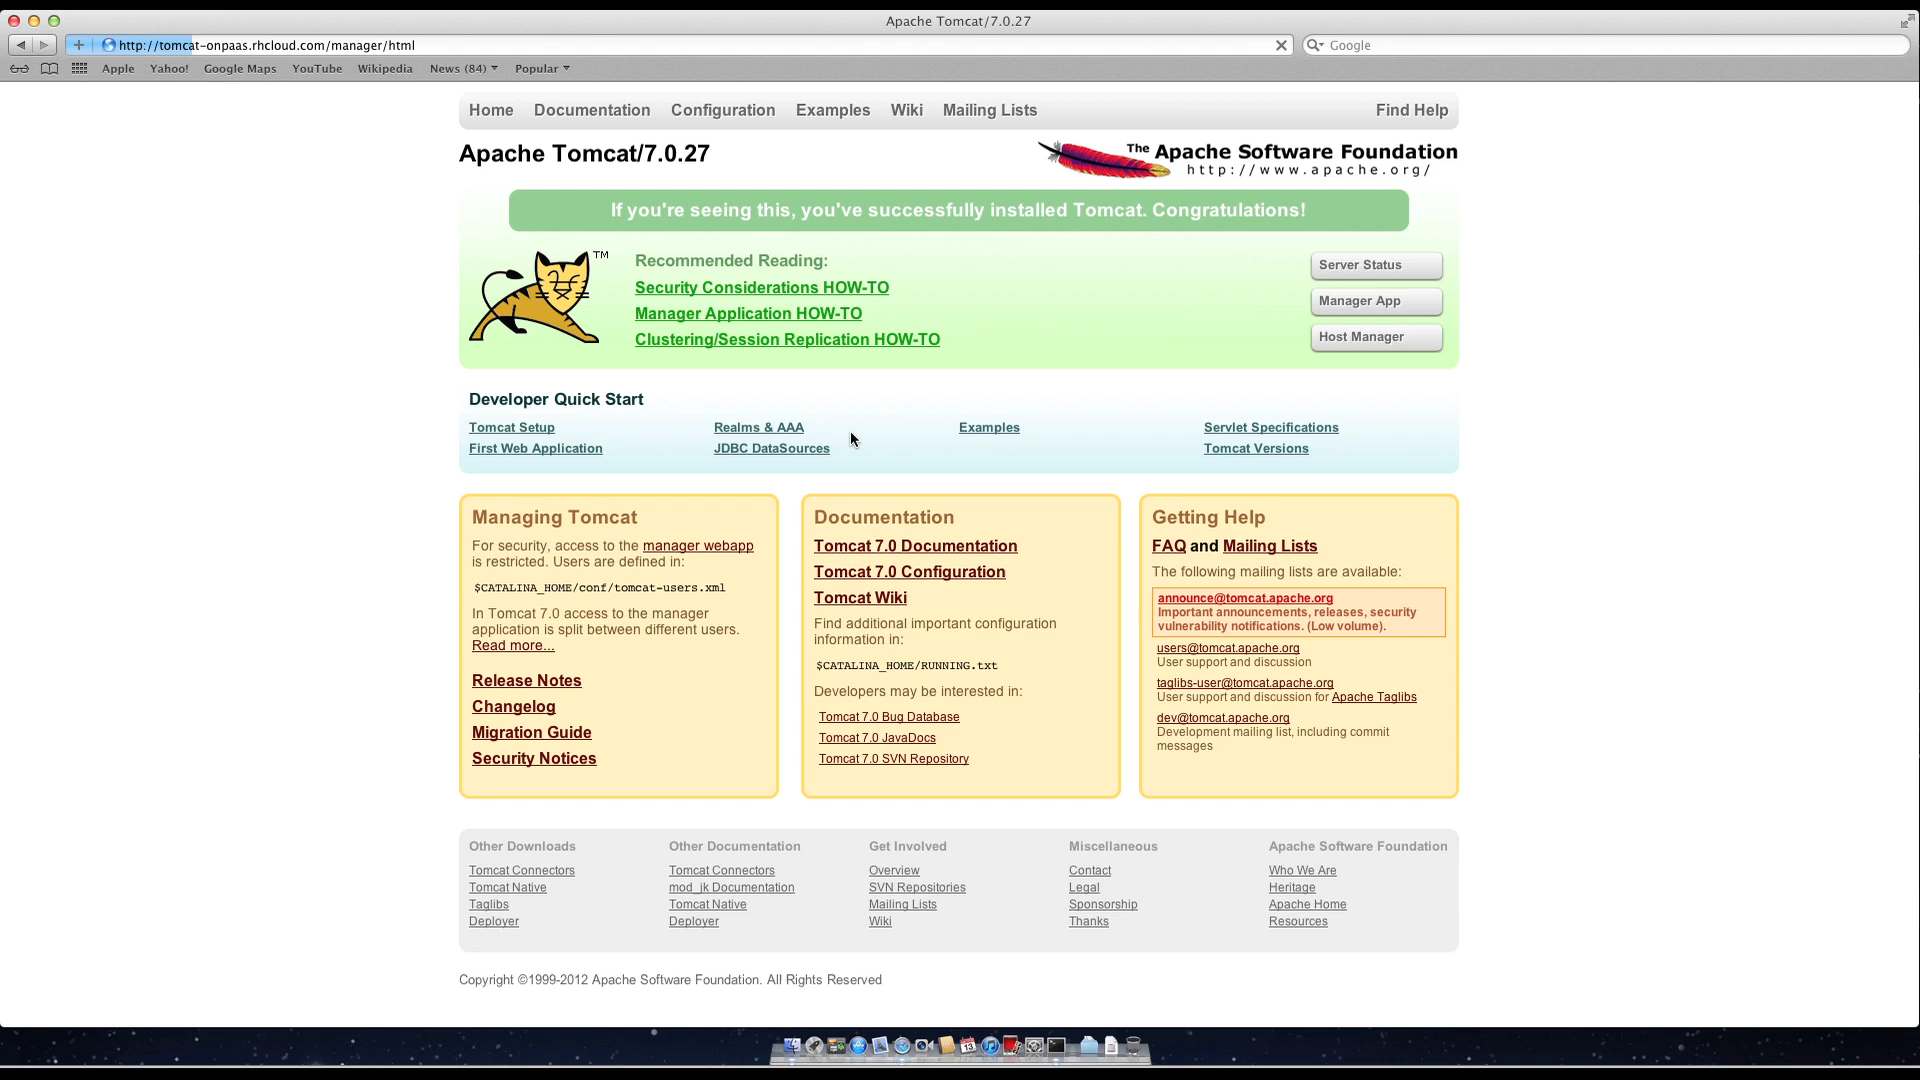 Apache Tomcat/7.0.27
http://tomcat-onpaas.rhcloud.com/manager/html
Google
Apple Yahoo! Google Maps YouTube Wikipedia News (84) Popular
Home Documentation Configuration Examples Wiki Mailing Lists Find Help
Apache Tomcat/7.0.27
The Apache Software Foundation
http://www.apache.org/
If you're seeing this, you've successfully installed Tomcat. Congratulations!
TM
Recommended Reading:
Security Considerations HOW-TO
Manager Application HOW-TO
Clustering/Session Replication HOW-TO
Server Status
Manager App
Host Manager
Developer Quick Start
Tomcat Setup
First Web Application
Realms & AAA
JDBC DataSources
Examples
Servlet Specifications
Tomcat Versions
Managing Tomcat
For security, access to the manager webapp
is restricted. Users are defined in:
$CATALINA_HOME/conf/tomcat-users.xml
In Tomcat 7.0 access to the manager
application is split between different users.
Read more...
Release Notes
Changelog
Migration Guide
Security Notices
Documentation
Tomcat 7.0 Documentation
Tomcat 7.0 Configuration
Tomcat Wiki
Find additional important configuration
information in:
$CATALINA_HOME/RUNNING.txt
Developers may be interested in:
Tomcat 7.0 Bug Database
Tomcat 7.0 JavaDocs
Tomcat 7.0 SVN Repository
Getting Help
FAQ and Mailing Lists
The following mailing lists are available:
announce@tomcat.apache.org
Important announcements, releases, security
vulnerability notifications. (Low volume).
users@tomcat.apache.org
User support and discussion
taglibs-user@tomcat.apache.org
User support and discussion for Apache Taglibs
dev@tomcat.apache.org
Development mailing list, including commit
messages
Other Downloads
Tomcat Connectors
Tomcat Native
Taglibs
Deployer
Other Documentation
Tomcat Connectors
mod_jk Documentation
Tomcat Native
Deployer
Get Involved
Overview
SVN Repositories
Mailing Lists
Wiki
Miscellaneous
Contact
Legal
Sponsorship
Thanks
Apache Software Foundation
Who We Are
Heritage
Apache Home
Resources
Copyright ©1999-2012 Apache Software Foundation. All Rights Reserved
13